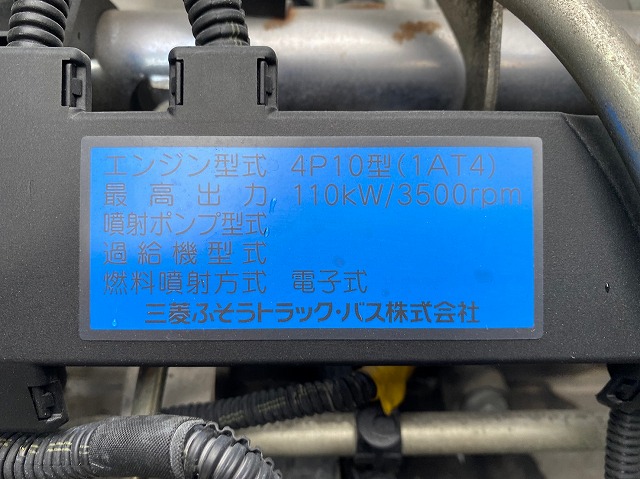 エンジン型式 4P10型(1AT4)
最高出力 110kW/3500rpm
噴射ポンプ型式
過給機型式
燃料噴射方式 電子式
三菱ふそうトラック・バス株式会社